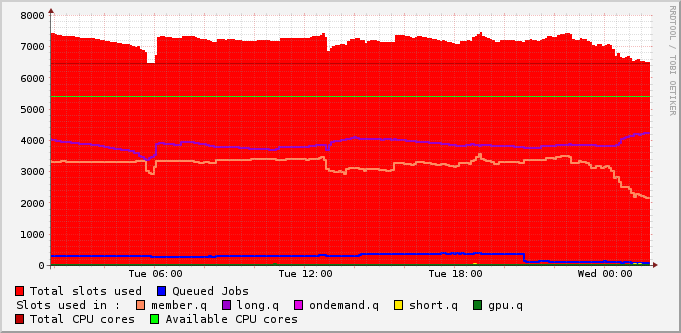 8000
7000
6000
5000
4000
3000
2000
1000
0
Tue 06:00 Tue 12:00 Tue 18:00 Wed 00:00
Total slots used Queued Jobs
Slots used in : member.q long.q ondemand.q short.q gpu.q
Total CPU cores Available CPU cores
RRDTOOL / TOBI OETIKER